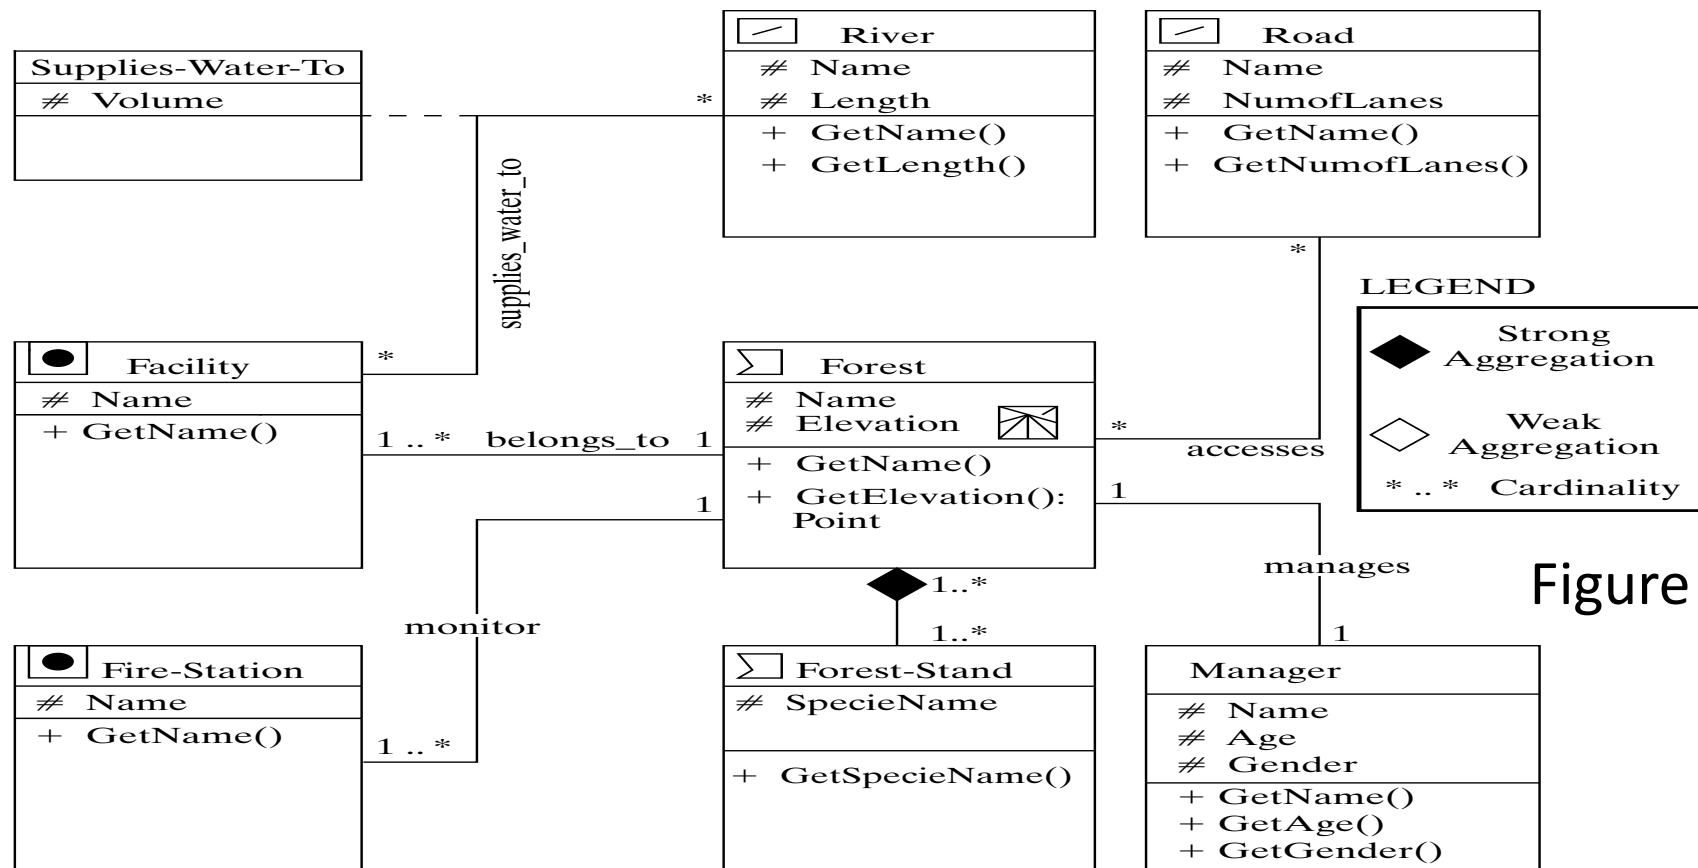 River
# Name
# Length
+ GetName()
+ GetLength()
Road
# Name
# NumofLanes
+ GetName()
+ GetNumofLanes()
Supplies-Water-To
# Volume
*
supplies_water_to
*
LEGEND
Strong
Aggregation
Weak
Aggregation
* .. * Cardinality
Facility
# Name
+ GetName()
*
1 .. * belongs_to 1
Forest
# Name
# Elevation
+ GetName()
+ GetElevation():
Point
*
accesses
1
1
manages
1
Figure
monitor
1 .. *
1..*
1..*
Fire-Station
# Name
+ GetName()
Forest-Stand
# SpecieName
+ GetSpecieName()
Manager
# Name
# Age
# Gender
+ GetName()
+ GetAge()
+ GetGender()